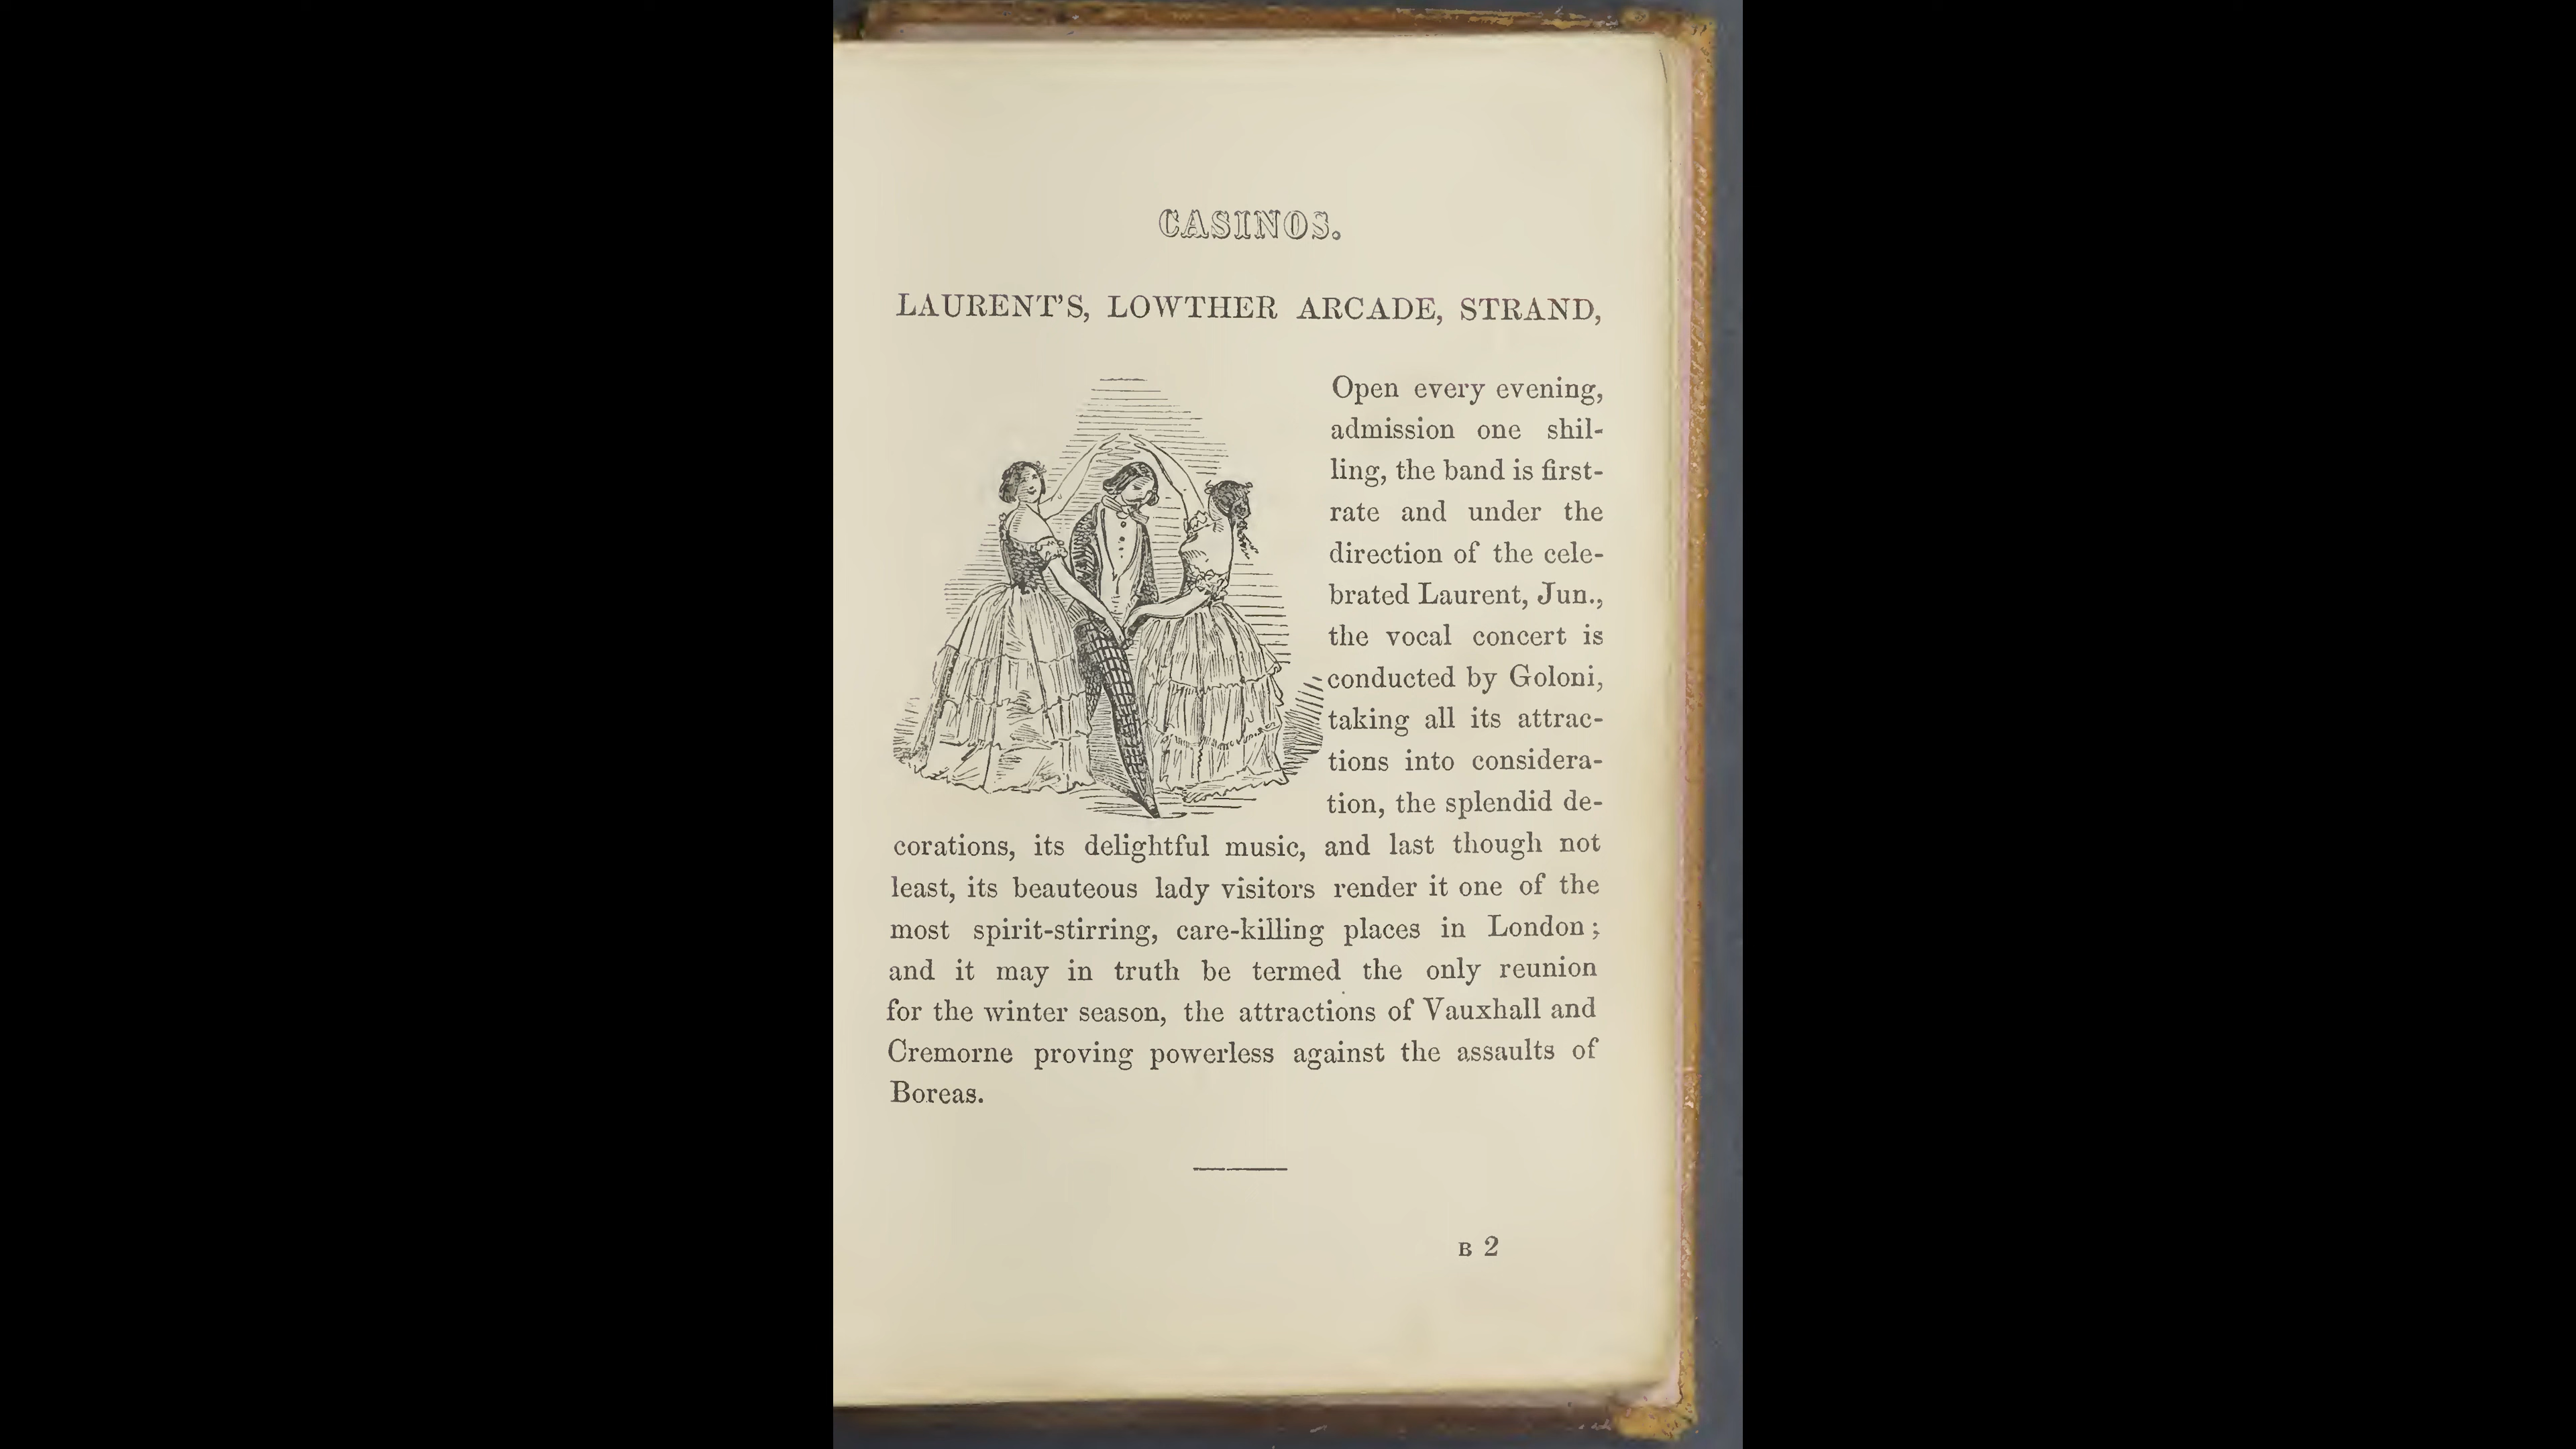 CASINOS.
LAURENT'S, LOWTHER ARCADE, STRAND,
Open every evening,
admission one shil-
ling, the band is first-
rate and under the
direction of the cele-
brated Laurent, Jun.,
the vocal concert is
conducted by Goloni,
taking all its attrac-
tions into considera-
tion, the splendid de-
corations, its delightful music, and last though not
least, its beauteous lady visitors render it one of the
most spirit-stirring, care-killing places in London;
and it may in truth be termed the only reunion
for the winter season, the attractions of Vauxhall and
Cremorne proving powerless against the assaults of
Boreas.
B 2